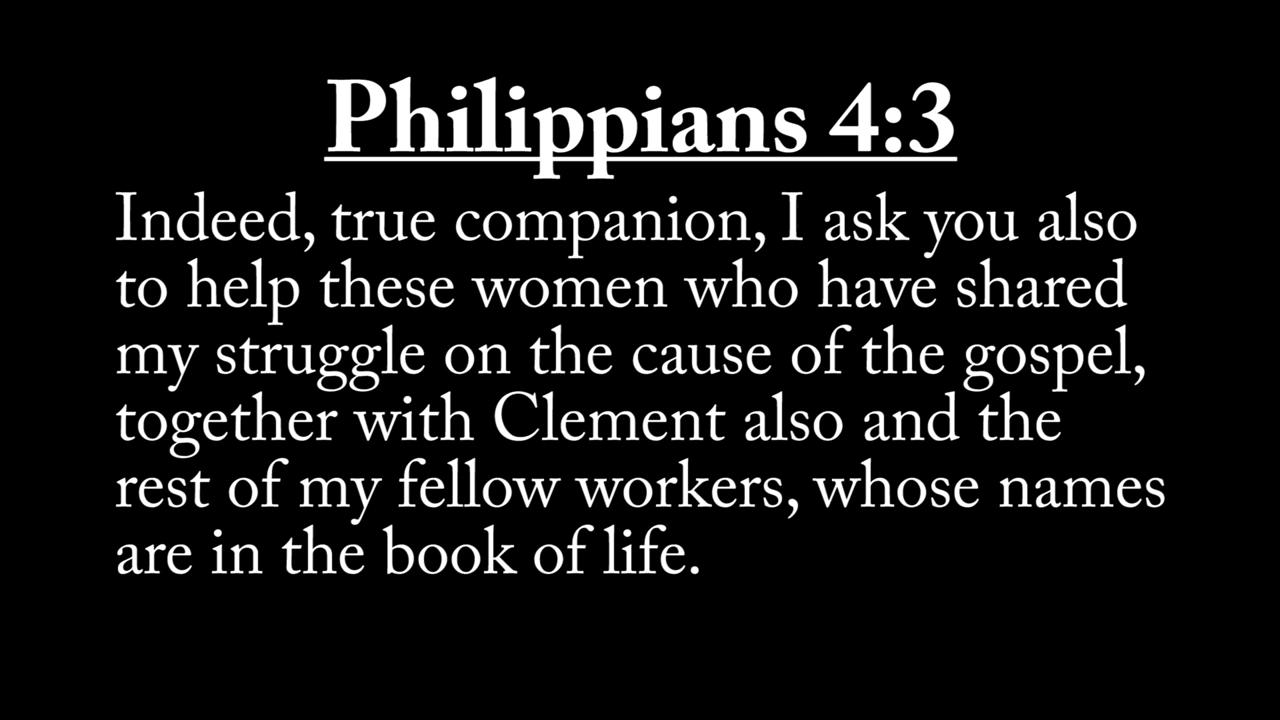 Philippians 4:3
Indeed, true companion, I ask you also
to help these women who have shared
my struggle on the cause of the gospel,
together with Clement also and the
rest of my fellow workers, whose names
are in the book of life.